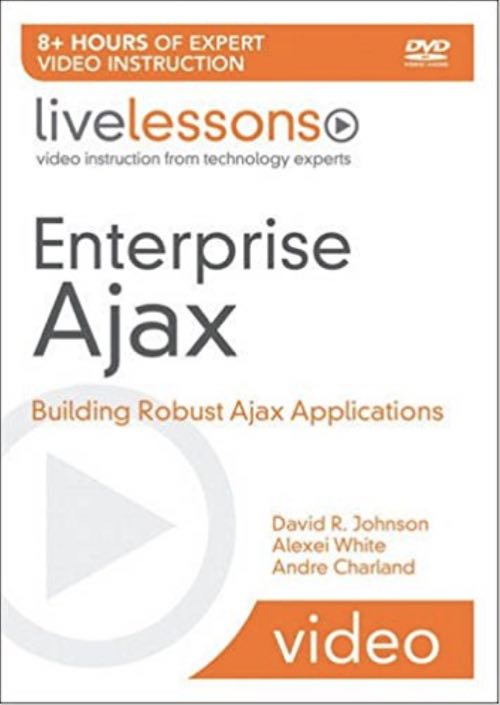 8+ HOURS OF EXPERT
VIDEO INSTRUCTION
DVD
livelessons
video instruction from technology experts
Enterprise
Ajax
Building Robust Ajax Applications
David R. Johnson
Alexei White
Andre Charland
video